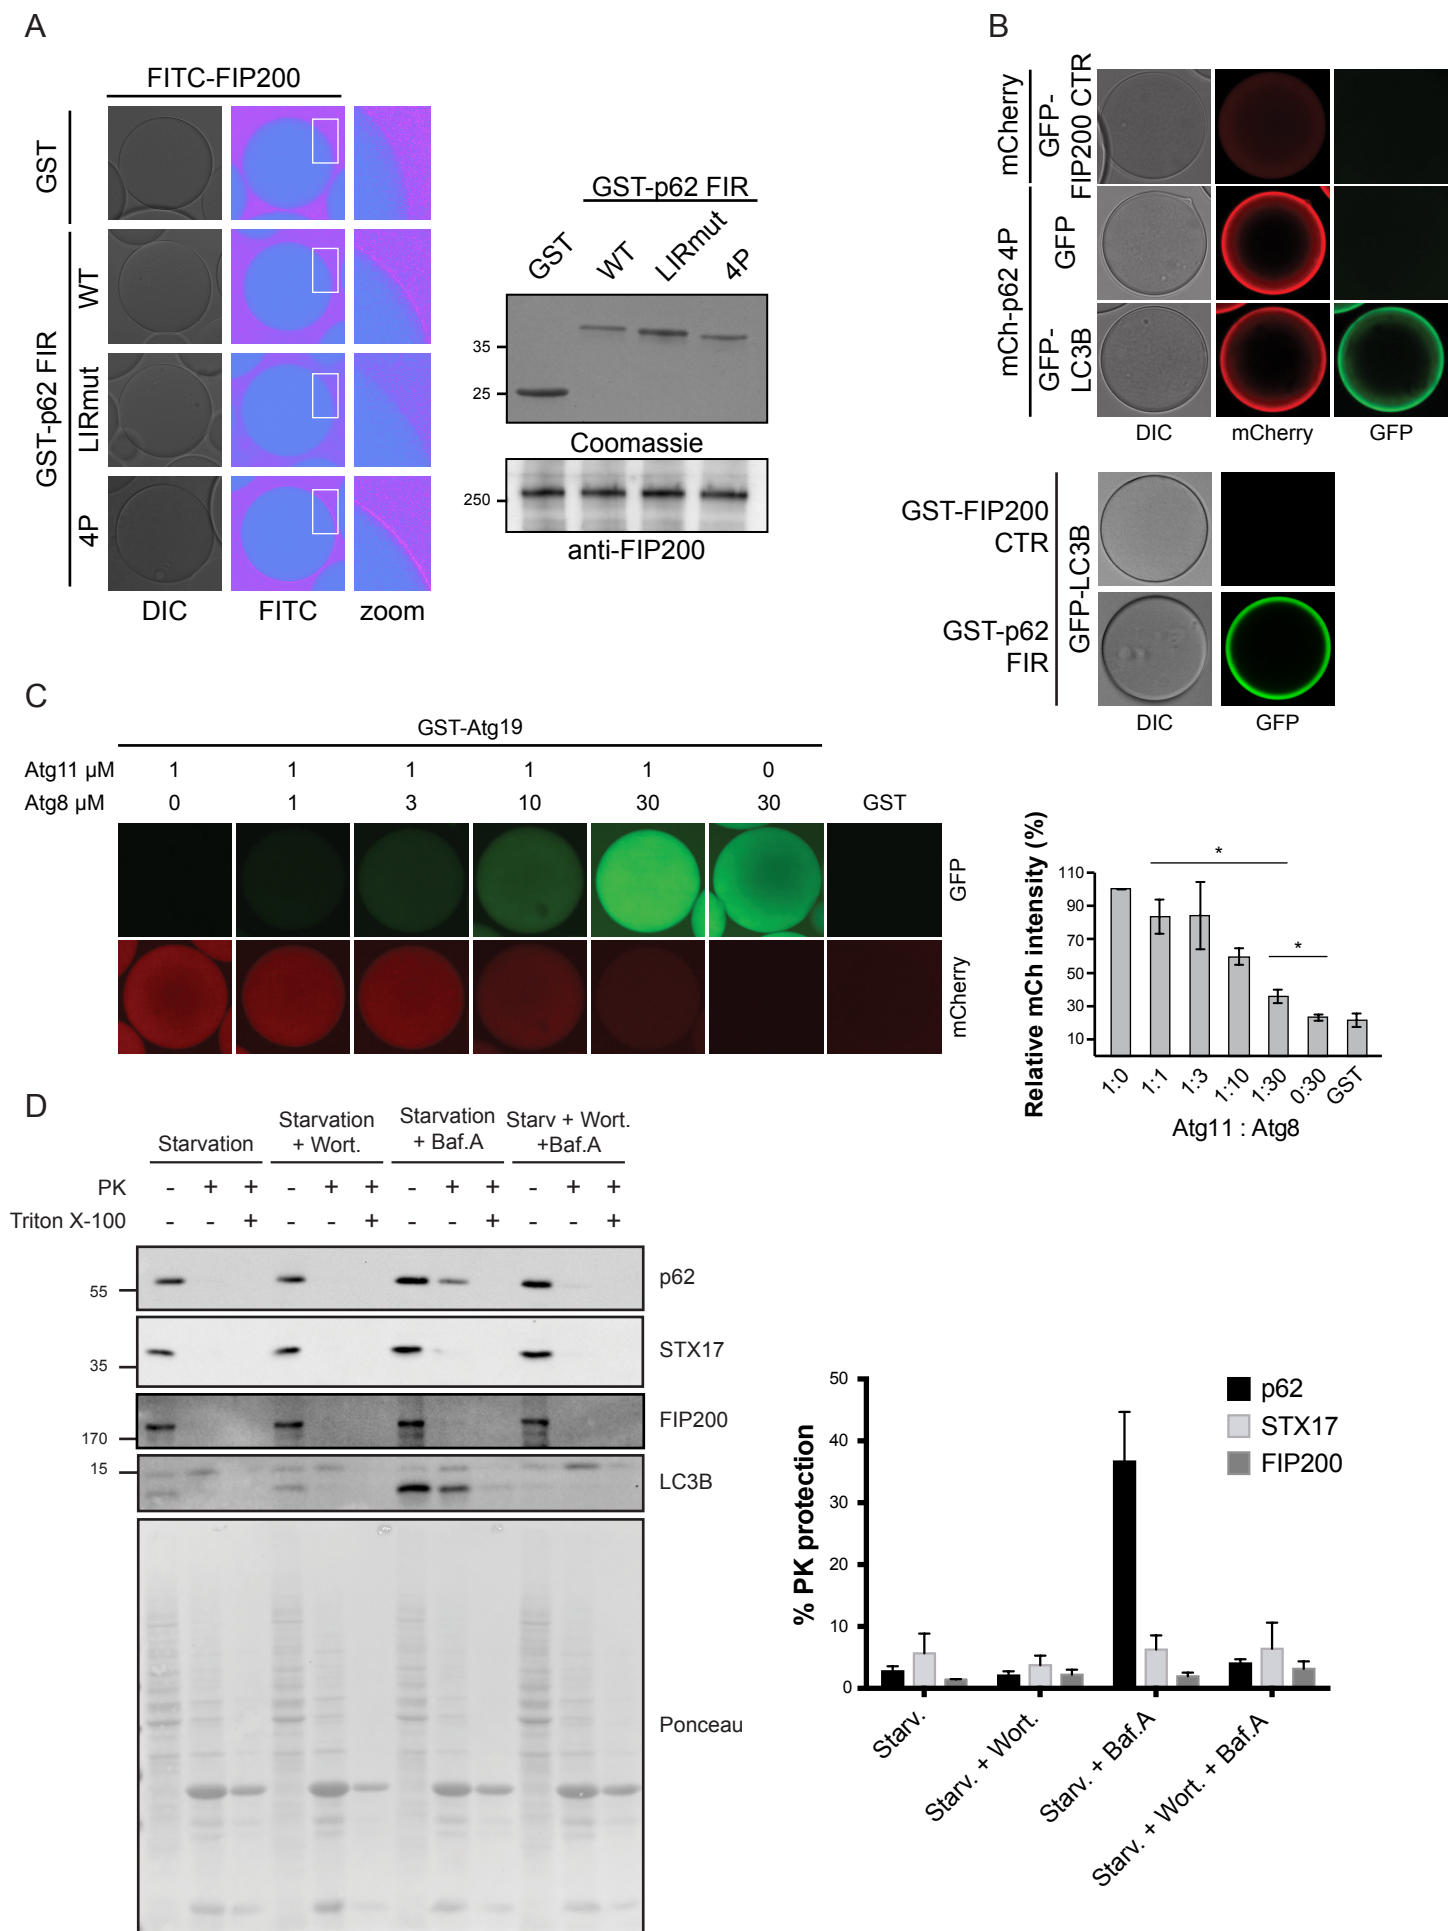 A
FITC-FIP200
GST
GST-p62 FIR
WT
LIRmut
4P
DIC FITC zoom
GST-p62 FIR
GST WT LIRmut 4P
35
25
Coomassie
250
anti-FIP200
B
mCherry
GFP-FIP200 CTR
mCh-p62 4P
GFP
GFP-LC3B
DIC mCherry GFP
GST-FIP200
CTR
GST-p62
FIR
GFP-LC3B
DIC GFP
C
GST-Atg19
Atg11 µM 1 1 1 1 1 0
Atg8 µM 0 1 3 10 30 30 GST
GFP
mCherry
Relative mCh intensity (%)
110
90
70
50
30
10
*
*
1:0 1:1 1:3 1:10 1:30 0:30 GST
Atg11 : Atg8
D
Starvation
Starvation
+ Wort.
Starvation
+ Baf.A
Starv + Wort.
+Baf.A
PK - + + - + + - + + - + +
Triton X-100 - - + - - + - - + - - +
55
p62
35
STX17
170
FIP200
15
LC3B
Ponceau
% PK protection
50
40
30
20
10
0
p62
STX17
FIP200
Starv.
Starv. + Wort.
Starv. + Baf.A
Starv. + Wort. + Baf.A